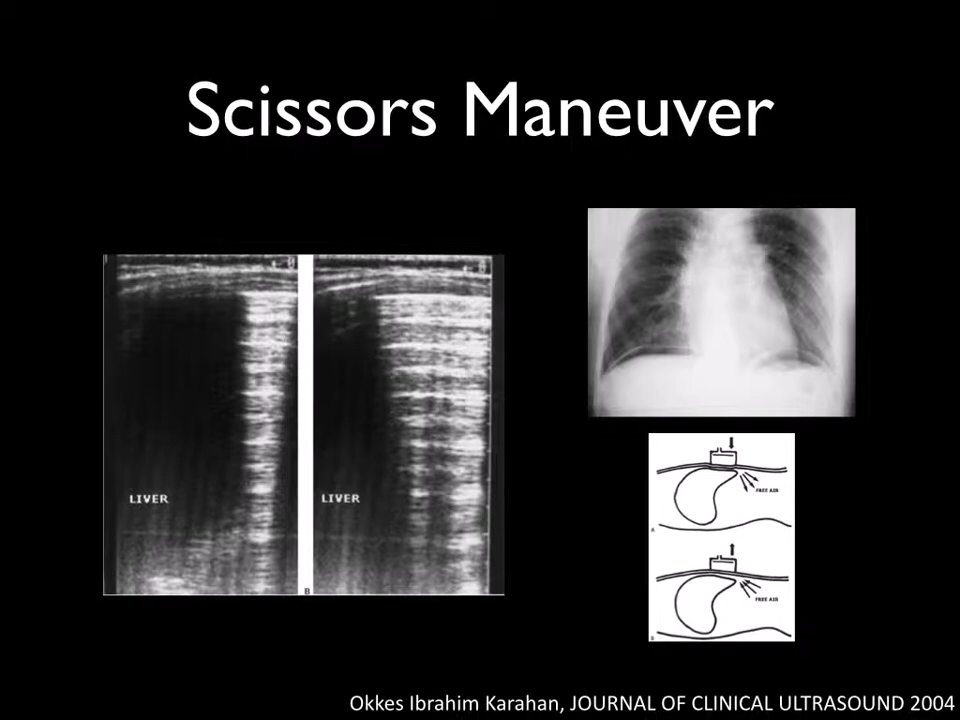 Scissors Maneuver
LIVER
LIVER
B
FREE AIR
A
FREE AIR
B
Okkes Ibrahim Karahan, JOURNAL OF CLINICAL ULTRASOUND 2004